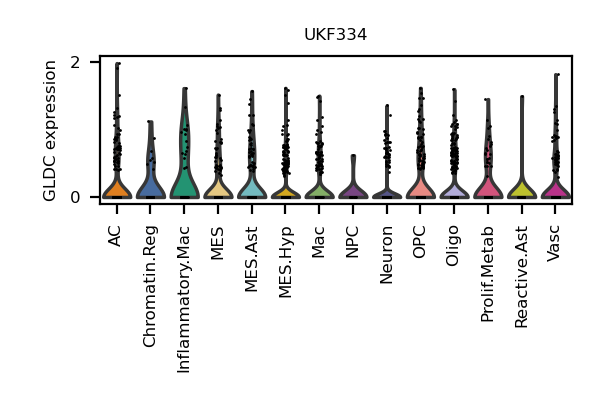 UKF334
GLDC expression
2
0
AC
Chromatin.Reg
Inflammatory.Mac
MES
MES.Ast
MES.Hyp
Mac
NPC
Neuron
OPC
Oligo
Prolif.Metab
Reactive.Ast
Vasc